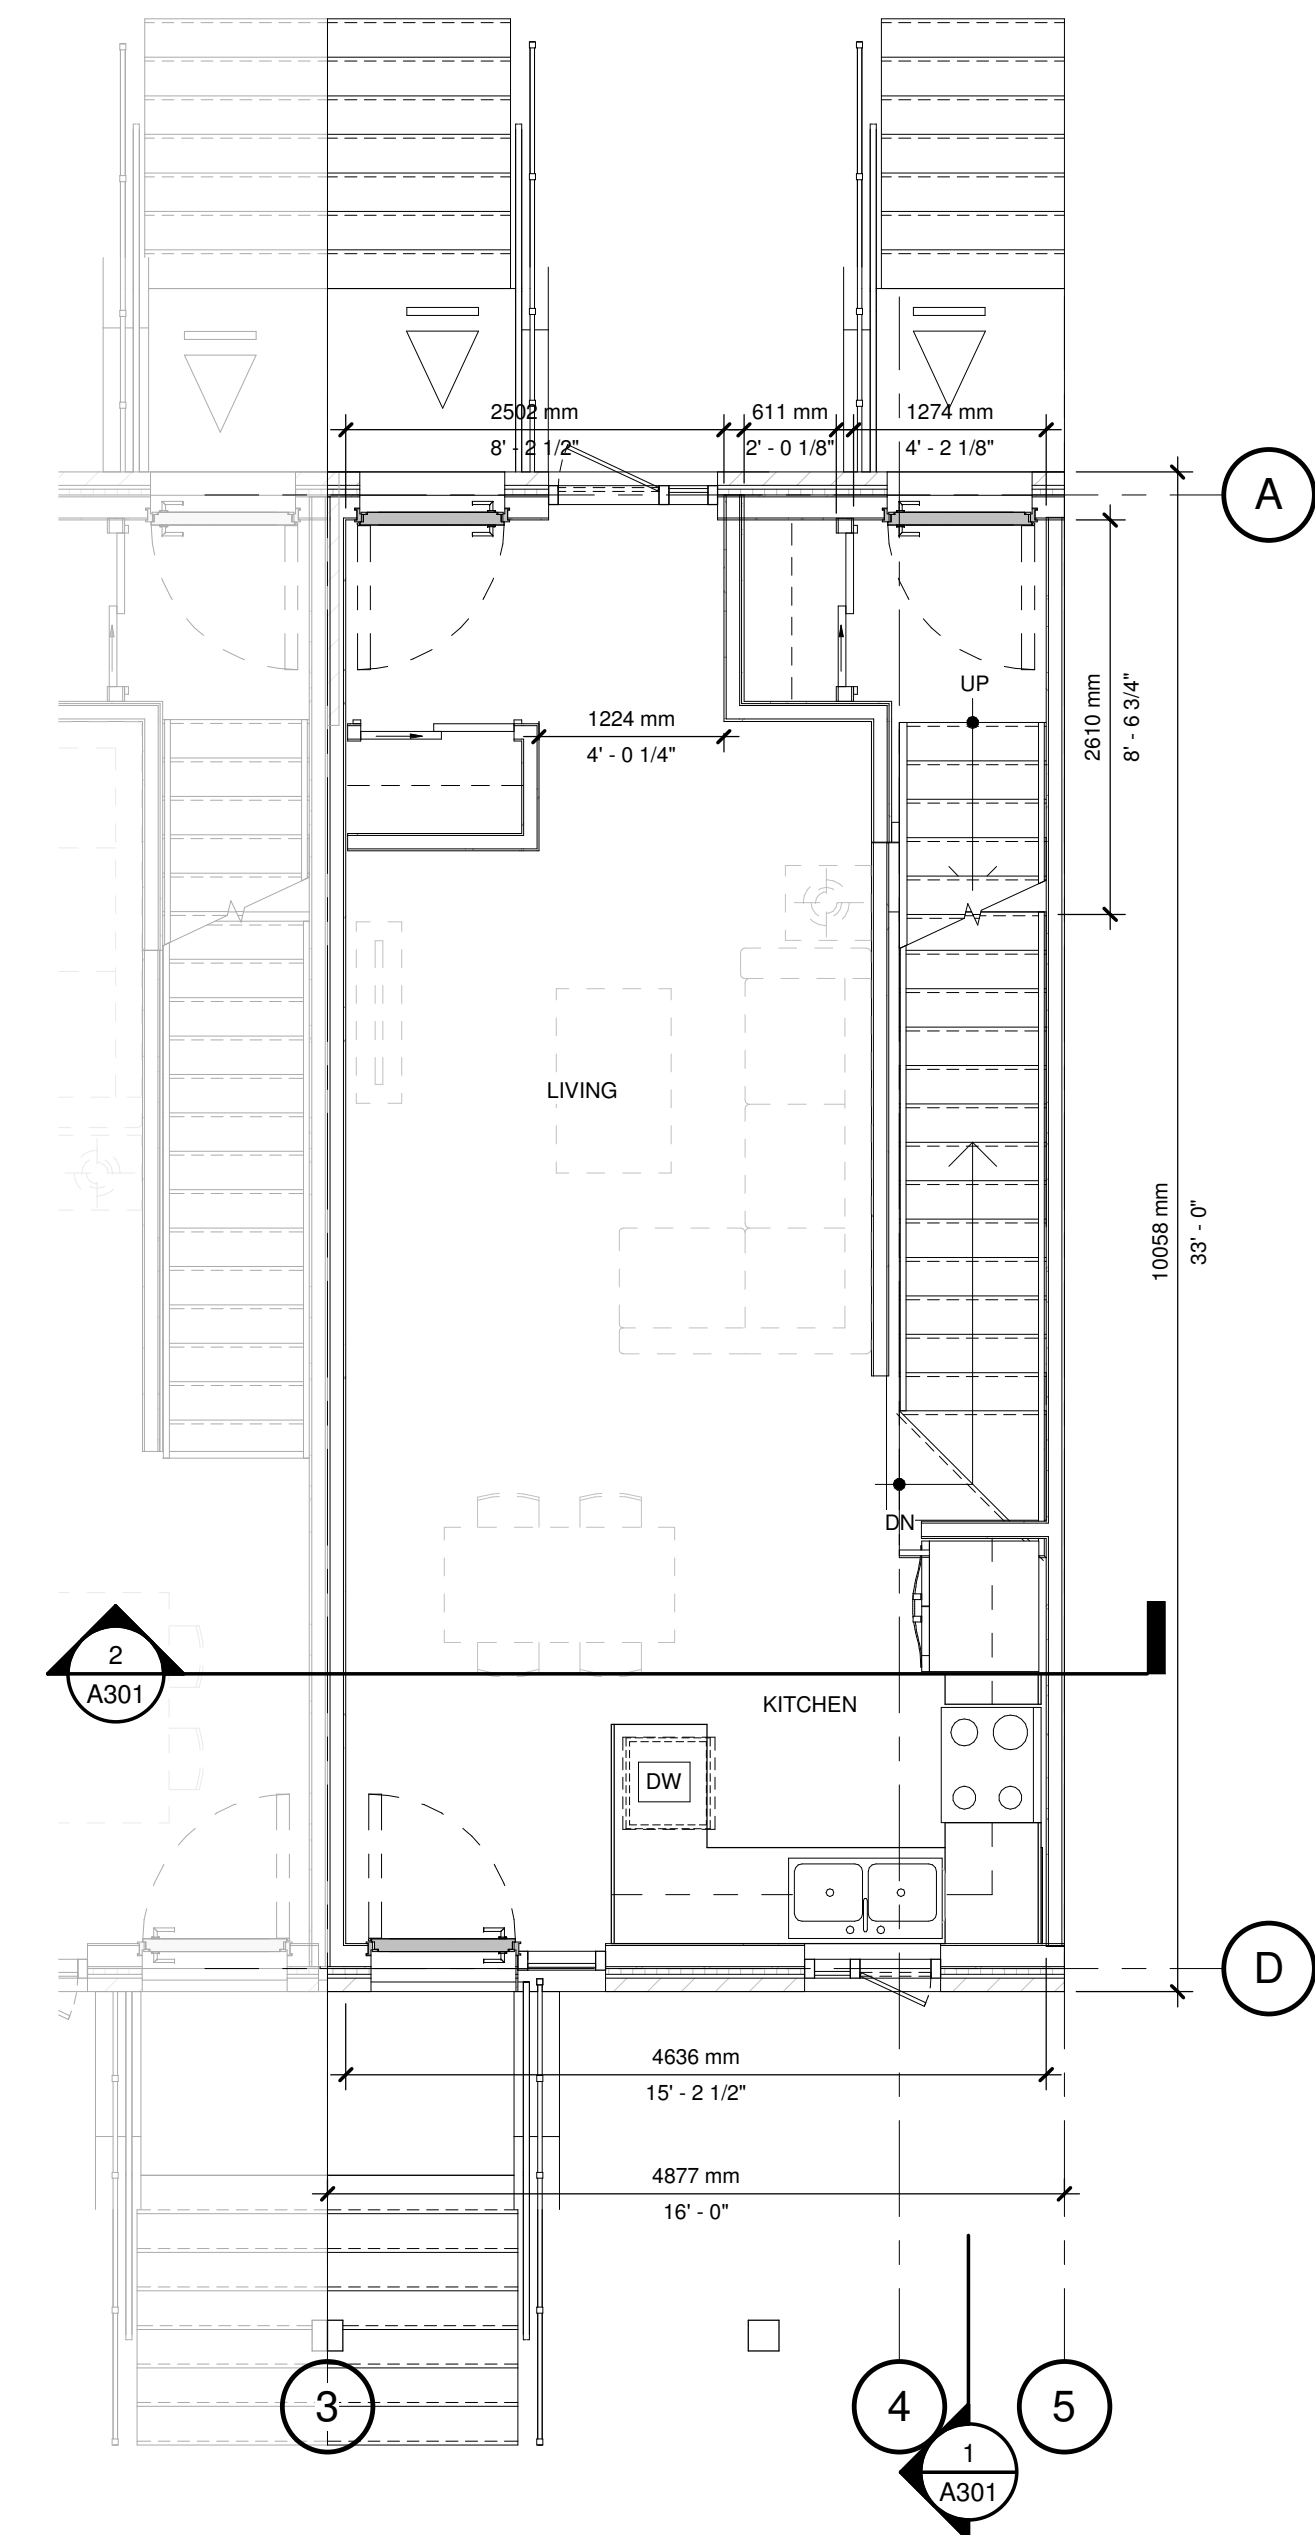 2502 mm
8' - 2 1/2"
611 mm
2' - 0 1/8"
1274 mm
4' - 2 1/8"
A
UP
1224 mm
4' - 0 1/4"
2610 mm
8' - 6 3/4"
LIVING
10058 mm
33' - 0"
DN
2
A301
KITCHEN
DW
D
4636 mm
15' - 2 1/2"
4877 mm
16' - 0"
3
4
5
1
A301